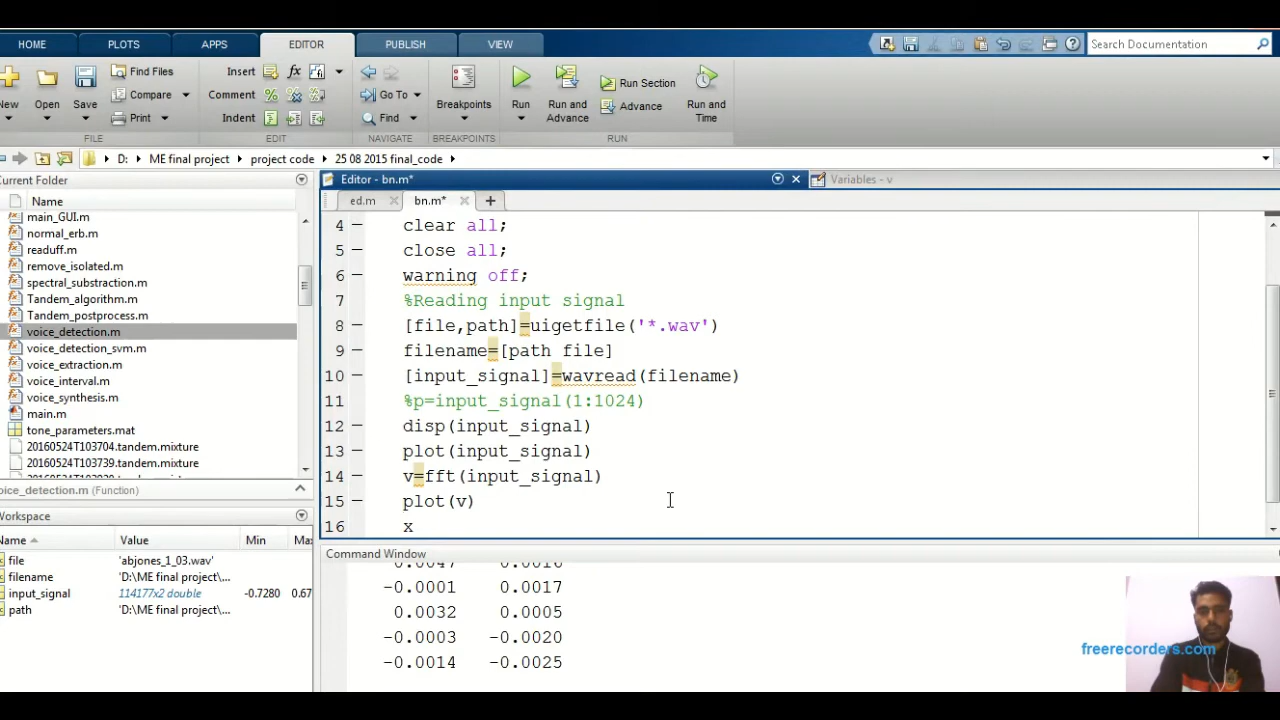 HOME PLOTS APPS EDITOR PUBLISH VIEW Search Documentation
Find Files Insert fx Go To Breakpoints Run Run and Advance Run Section Run and Time
Compare Comment
Advance
New Open Save Print Indent Find
FILE EDIT NAVIGATE BREAKPOINTS RUN
D: ▸ ME final project ▸ project code ▸ 25 08 2015 final_code ▸
Current Folder
Name
main_GUI.m
normal_erb.m
readuff.m
remove_isolated.m
spectral_substraction.m
Tandem_algorithm.m
Tandem_postprocess.m
voice_detection.m
voice_detection_svm.m
voice_extraction.m
voice_interval.m
voice_synthesis.m
main.m
tone_parameters.mat
20160524T103704.tandem.mixture
20160524T103739.tandem.mixture
oice_detection.m (Function)
Workspace
Name Value Min Max
file 'abjones_1_03.wav'
filename 'D:\ME final project\...
input_signal 114177x2 double -0.7280 0.67
path 'D:\ME final project\...
Editor - bn.m*
Variables - v
ed.m bn.m*
4 clear all;
5 close all;
6 warning off;
7 %Reading input signal
8 [file,path]=uigetfile('*.wav')
9 filename=[path file]
10 [input_signal]=wavread(filename)
11 %p=input_signal(1:1024)
12 disp(input_signal)
13 plot(input_signal)
14 v=fft(input_signal)
15 plot(v)
16 x
Command Window
-0.0001 0.0017
0.0032 0.0005
-0.0003 -0.0020
-0.0014 -0.0025
freerecorders.com